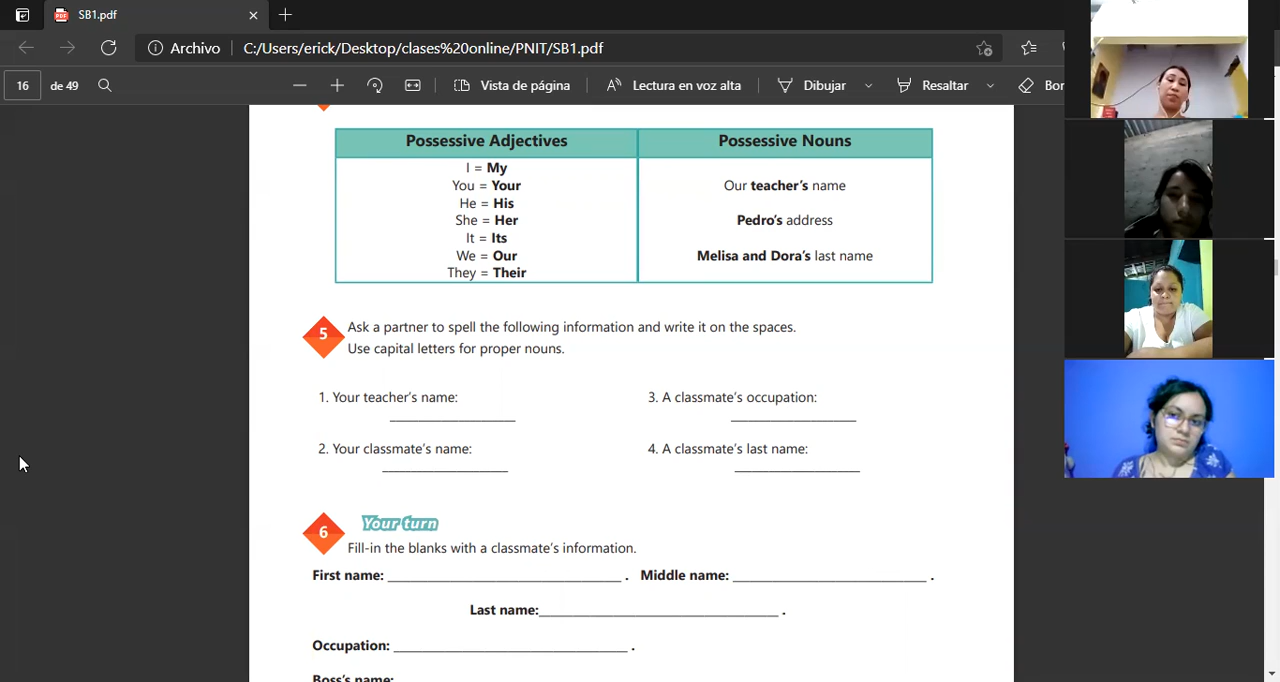 SB1.pdf
Archivo C:/Users/erick/Desktop/clases%20online/PNIT/SB1.pdf
16 de 49 Vista de página Lectura en voz alta Dibujar Resaltar Bor
Possessive Adjectives Possessive Nouns
I = My
You = Your Our teacher's name
He = His
She = Her Pedro's address
It = Its
We = Our Melisa and Dora's last name
They = Their
5 Ask a partner to spell the following information and write it on the spaces.
Use capital letters for proper nouns.
1. Your teacher's name: 3. A classmate's occupation:
2. Your classmate's name: 4. A classmate's last name:
6 Your turn
Fill-in the blanks with a classmate's information.
First name: . Middle name: .
Last name: .
Occupation: .
Boss's name: